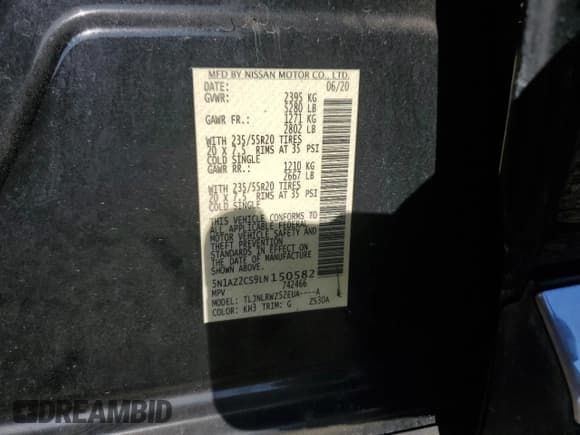 MFD BY NISSAN MOTOR CO., LTD.
DATE: 06/20
GVWR: 2395 KG
5280 LB
GAWR FR.: 1271 KG
2802 LB
WITH 235/55R20 TIRES
20 X 7.5 RIMS AT 35 PSI
COLD SINGLE
GAWR RR.: 1210 KG
2667 LB
WITH 235/55R20 TIRES
20 X 7.5 RIMS AT 35 PSI
COLD SINGLE
THIS VEHICLE CONFORMS TO
ALL APPLICABLE FEDERAL
MOTOR VEHICLE SAFETY AND
THEFT PREVENTION
STANDARDS IN EFFECT ON
THE DATE OF MANUFACTURE
SHOWN ABOVE.
5N1AZ2CS9LN150582
MPV 742466
MODEL: TLJNLRWZ52EUA----A
COLOR: KH3 TRIM: G Z530A
DREAMBID